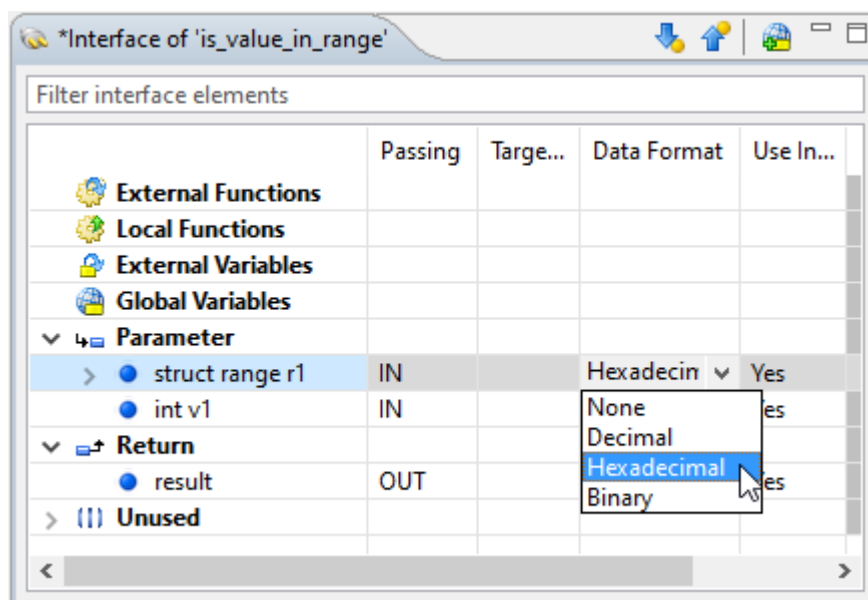 *Interface of 'is_value_in_range'
Filter interface elements
Passing Targe... Data Format Use In...
External Functions
Local Functions
External Variables
Global Variables
Parameter
struct range r1 IN Hexadecin Yes
int v1 IN None es
Decimal
Return
Hexadecimal
result OUT es
Binary
Unused